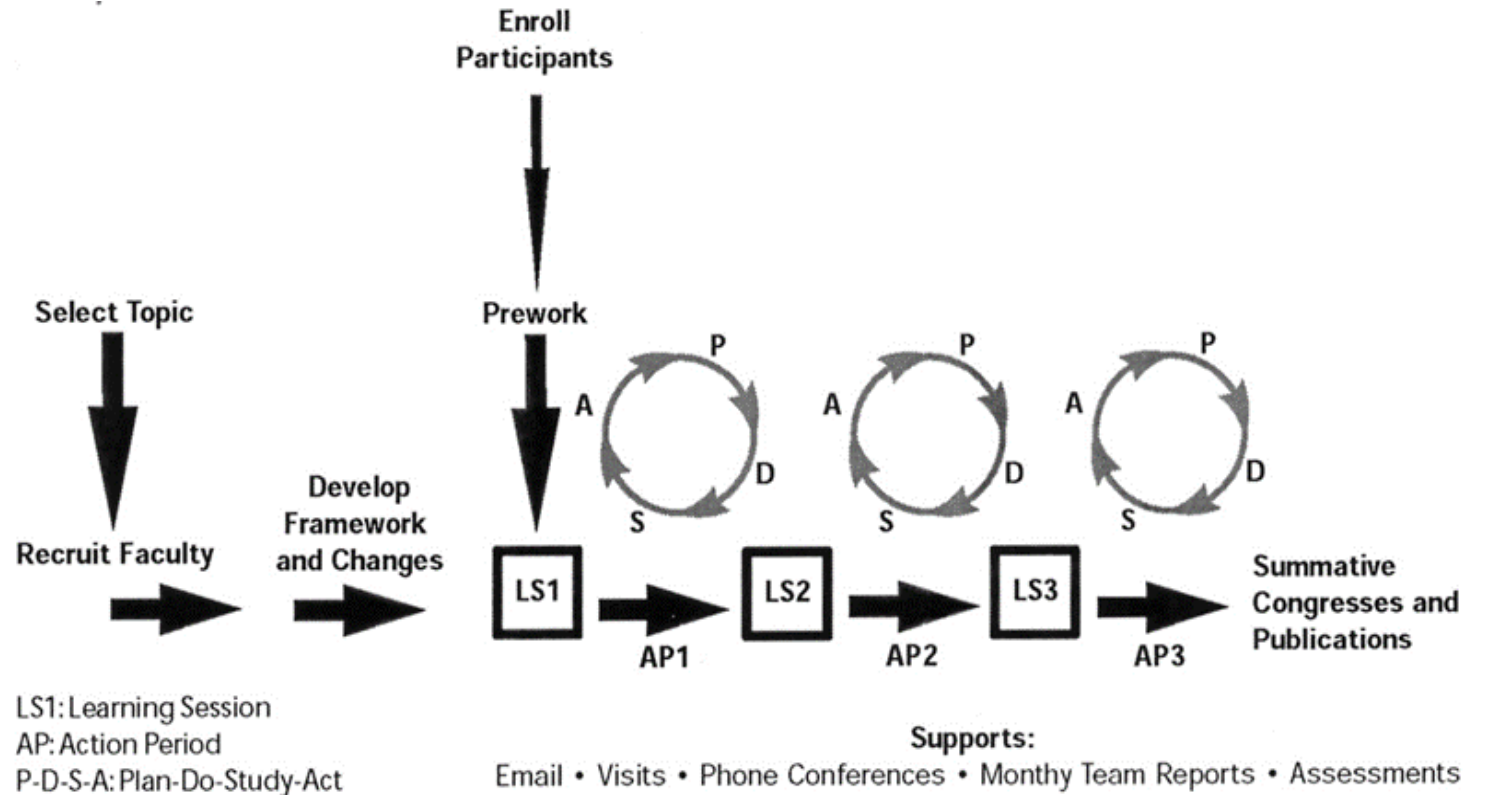 Enroll
Participants
Select Topic
Prework
P
A
D
S
P
A
D
S
P
A
D
S
Recruit Faculty
Develop
Framework
and Changes
LS1
LS2
LS3
AP1
AP2
AP3
Summative
Congresses and
Publications
LS1: Learning Session
AP: Action Period
P-D-S-A: Plan-Do-Study-Act
Supports:
Email • Visits • Phone Conferences • Monthy Team Reports • Assessments